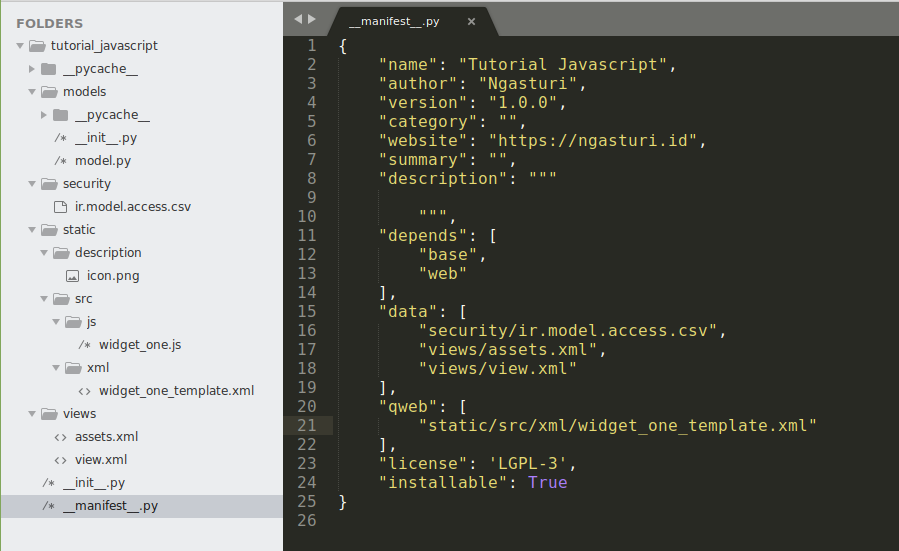 FOLDERS
tutorial_javascript
__pycache__
models
__pycache__
__init__.py
model.py
security
ir.model.access.csv
static
description
icon.png
src
js
widget_one.js
xml
widget_one_template.xml
views
assets.xml
view.xml
__init__.py
__manifest__.py
__manifest__.py ×
1 {
2 "name": "Tutorial Javascript",
3 "author": "Ngasturi",
4 "version": "1.0.0",
5 "category": "",
6 "website": "https://ngasturi.id",
7 "summary": "",
8 "description": """
9
10 """,
11 "depends": [
12 "base",
13 "web"
14 ],
15 "data": [
16 "security/ir.model.access.csv",
17 "views/assets.xml",
18 "views/view.xml"
19 ],
20 "qweb": [
21 "static/src/xml/widget_one_template.xml"
22 ],
23 "license": 'LGPL-3',
24 "installable": True
25 }
26